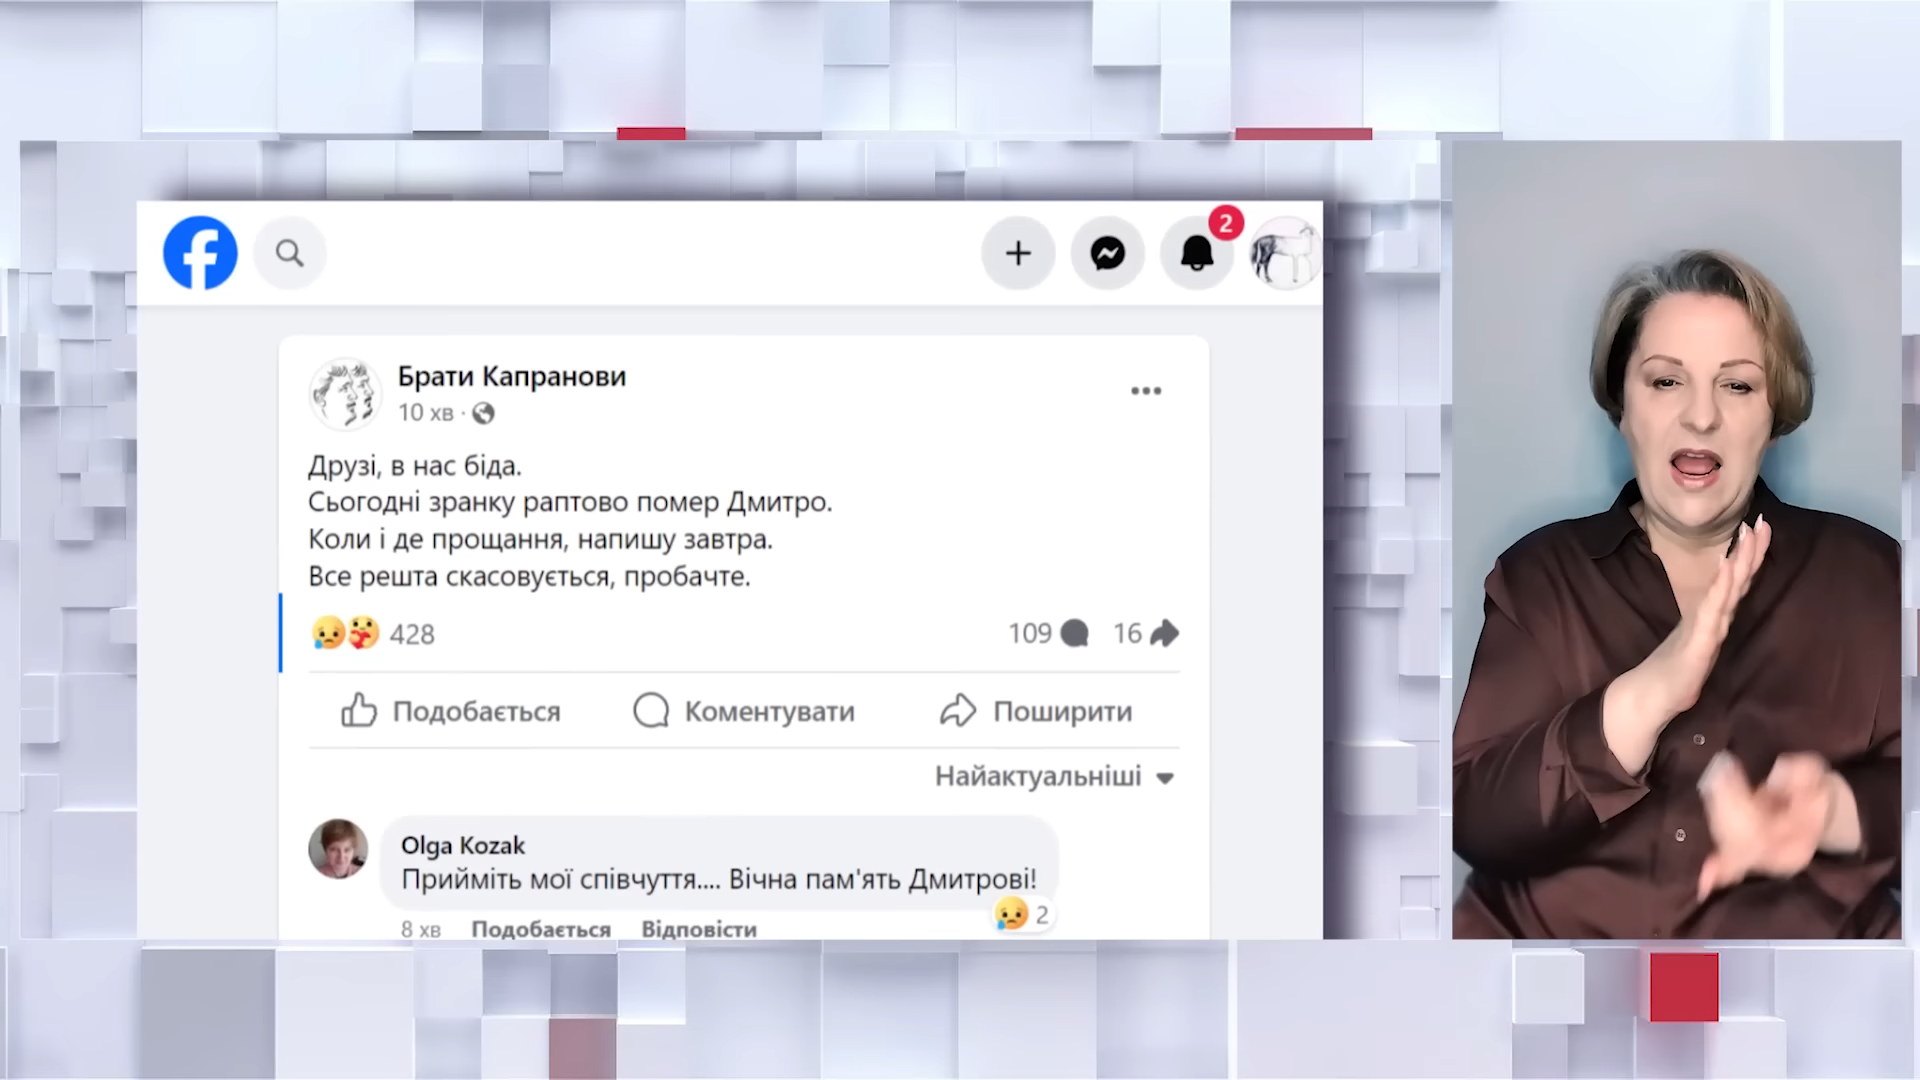 2
Брати Капранови
10 хв ·
Друзі, в нас біда.
Сьогодні зранку раптово помер Дмитро.
Коли і де прощання, напишу завтра.
Все решта скасовується, пробачте.
428 109 16
Подобається Коментувати Поширити
Найактуальніші
Olga Kozak
Прийміть мої співчуття.... Вічна пам'ять Дмитрові!
2
8 хв Подобається Відповісти